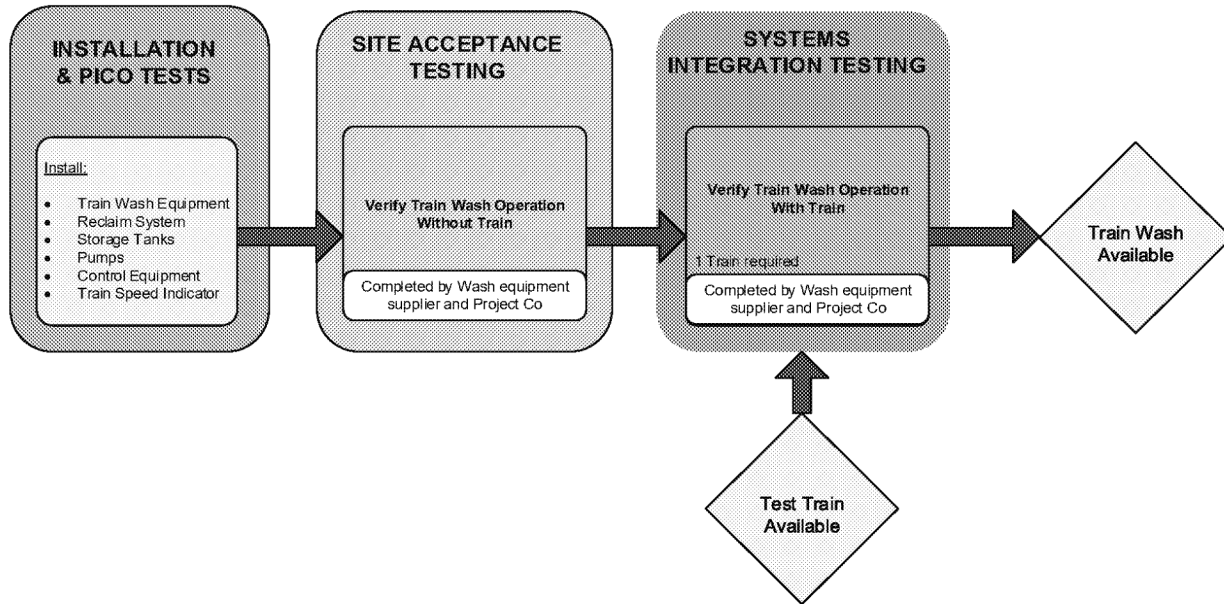 INSTALLATION
& PICO TESTS
Install:
• Train Wash Equipment
• Reclaim System
• Storage Tanks
• Pumps
• Control Equipment
• Train Speed Indicator
SITE ACCEPTANCE
TESTING
Verify Train Wash Operation
Without Train
Completed by Wash equipment
supplier and Project Co
SYSTEMS
INTEGRATION TESTING
Verify Train Wash Operation
With Train
1 Train required
Completed by Wash equipment
supplier and Project Co
Train Wash
Available
Test Train
Available